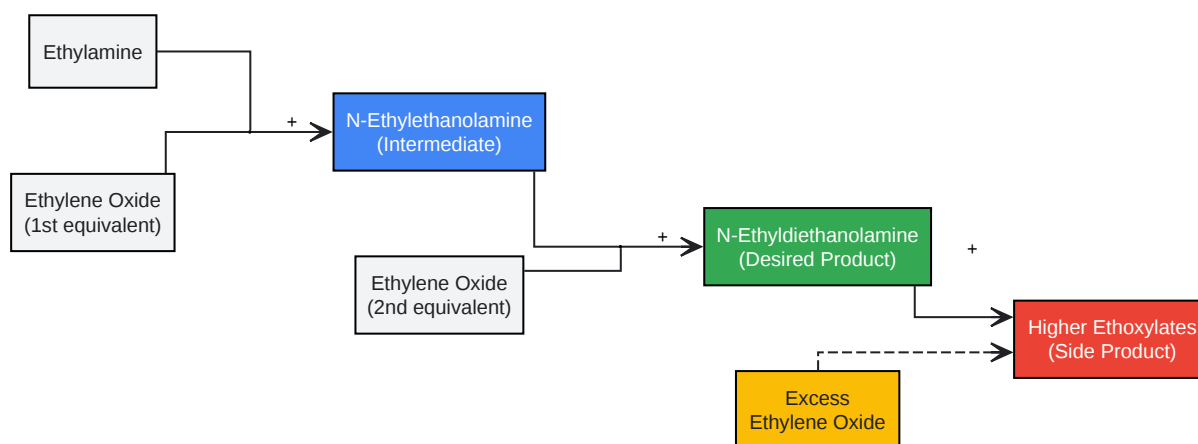 Ethylamine
+
N-Ethylethanolamine
(Intermediate)
Ethylene Oxide
(1st equivalent)
+
N-Ethyldiethanolamine
(Desired Product)
+
Ethylene Oxide
(2nd equivalent)
Higher Ethoxylates
(Side Product)
Excess
Ethylene Oxide